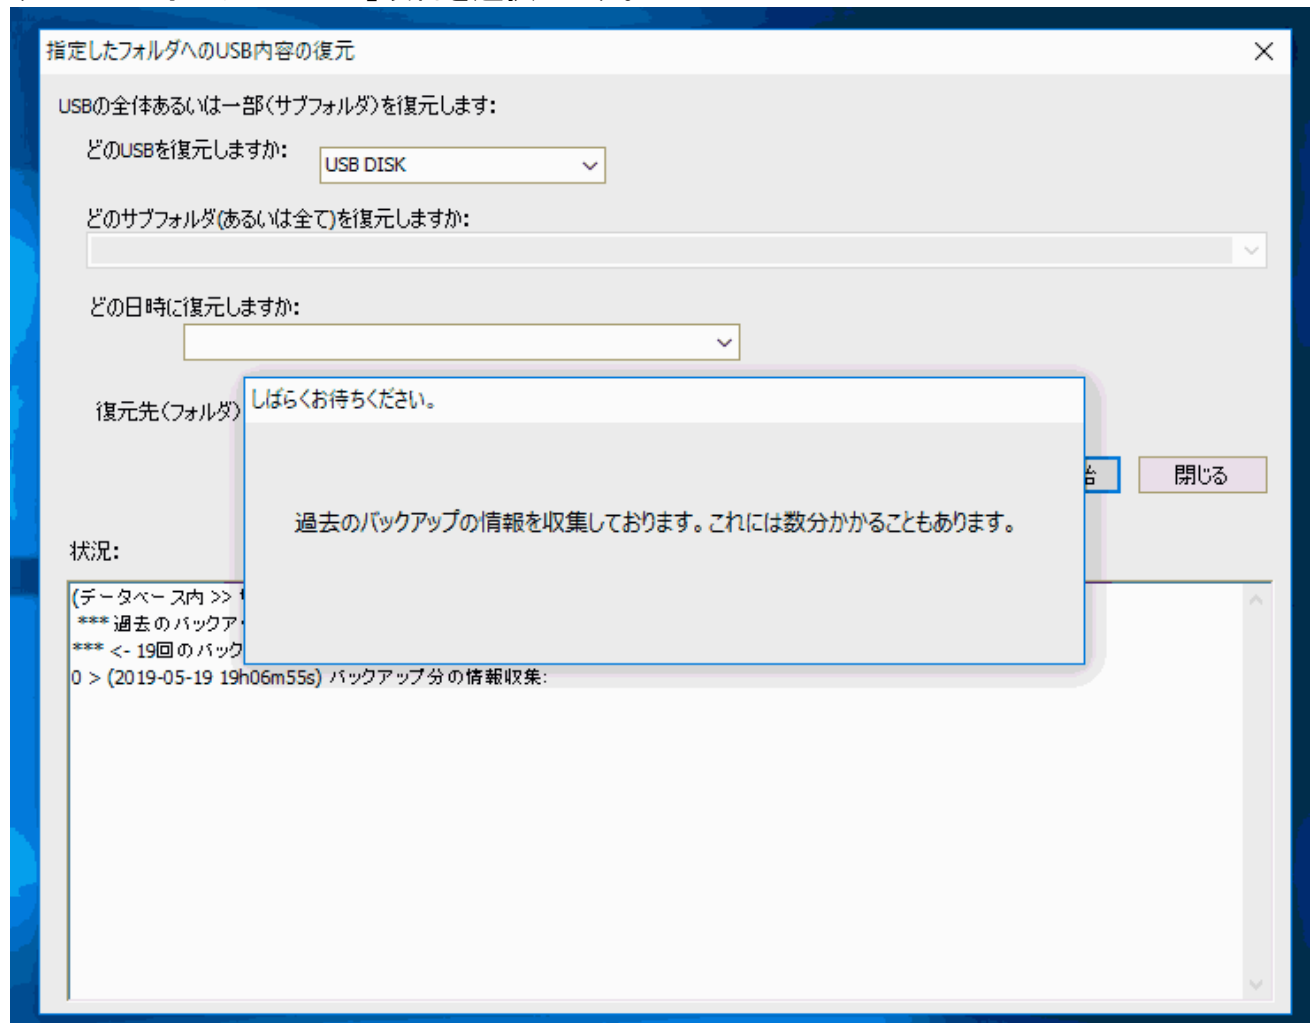 指定したフォルダへのUSB内容の復元
USBの全体あるいは一部(サブフォルダ)を復元します:
どのUSBを復元しますか:
USB DISK
どのサブフォルダ(あるいは全て)を復元しますか:
どの日時に復元しますか:
復元先(フォルダ)
しばらくお待ちください。
閉じる
過去のバックアップの情報を収集しております。これには数分かかることもあります。
状況:
(データベース内 >>
*** 過去のバックア
*** <- 19回のバック
0 > (2019-05-19 19h06m55s) バックアップ分の情報収集: